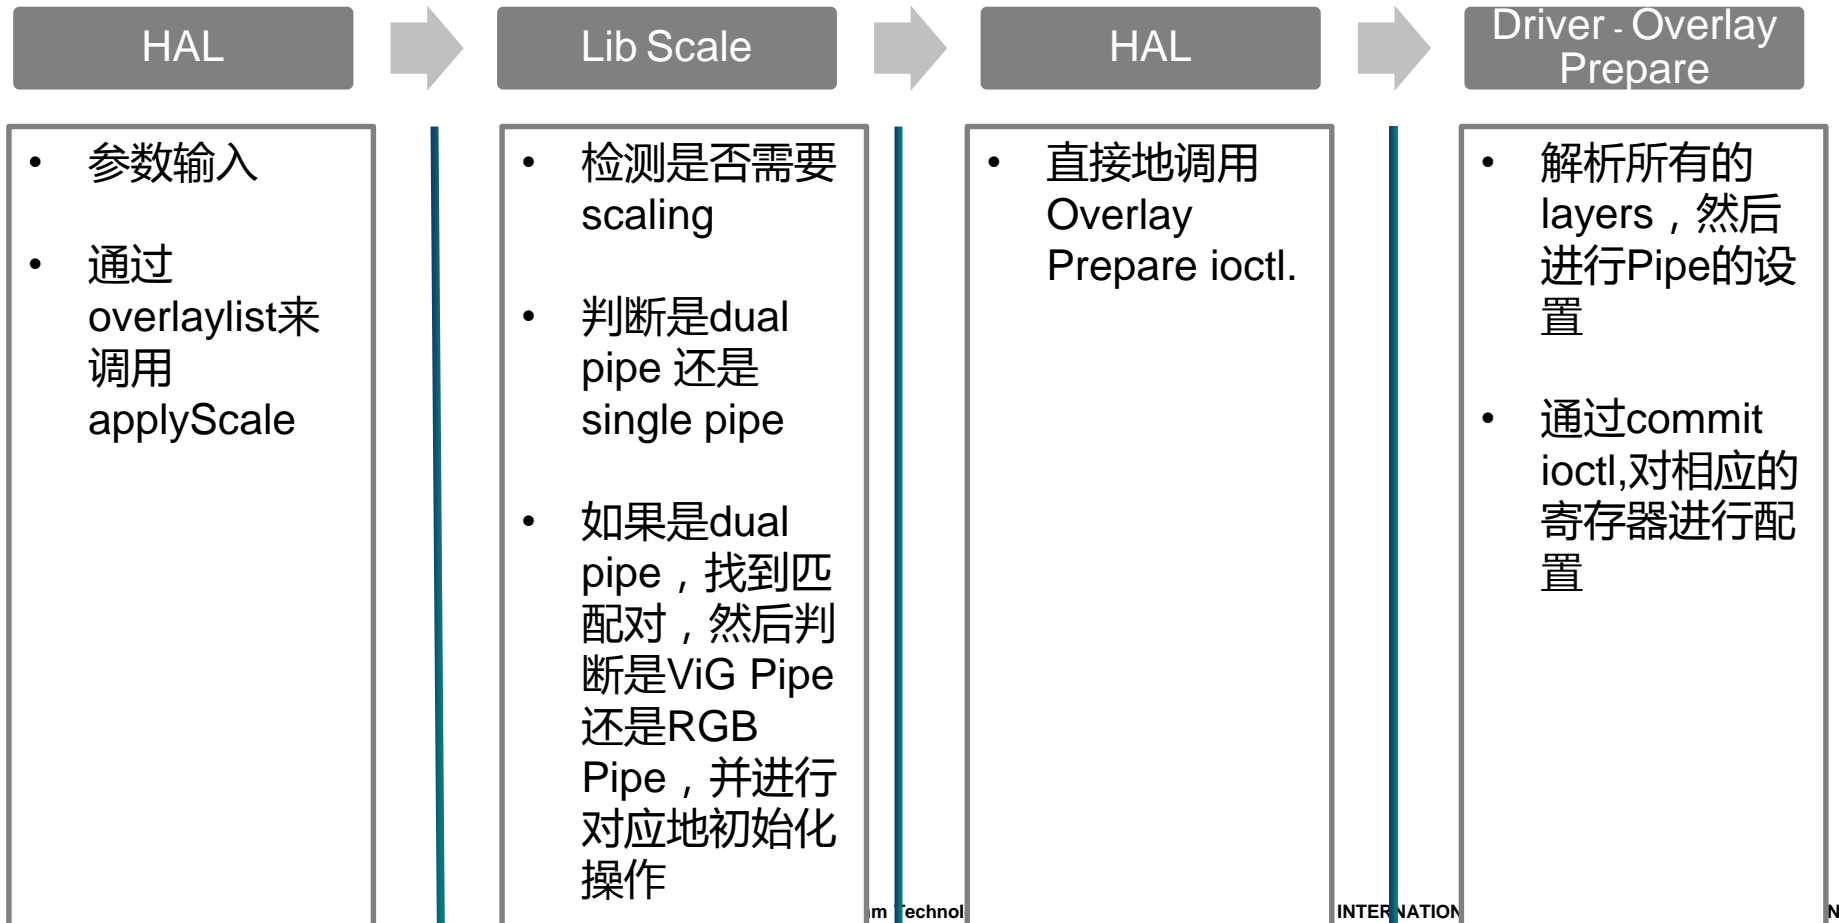 HAL
Lib Scale
HAL
Driver - Overlay
Prepare
• 参数输入
• 通过
overlaylist来
调用
applyScale
• 检测是否需要
scaling
• 判断是dual
pipe 还是
single pipe
• 如果是dual
pipe，找到匹
配对，然后判
断是ViG Pipe
还是RGB
Pipe，并进行
对应地初始化
操作
• 直接地调用
Overlay
Prepare ioctl.
• 解析所有的
layers，然后
进行Pipe的设
置
• 通过commit
ioctl,对相应的
寄存器进行配
置